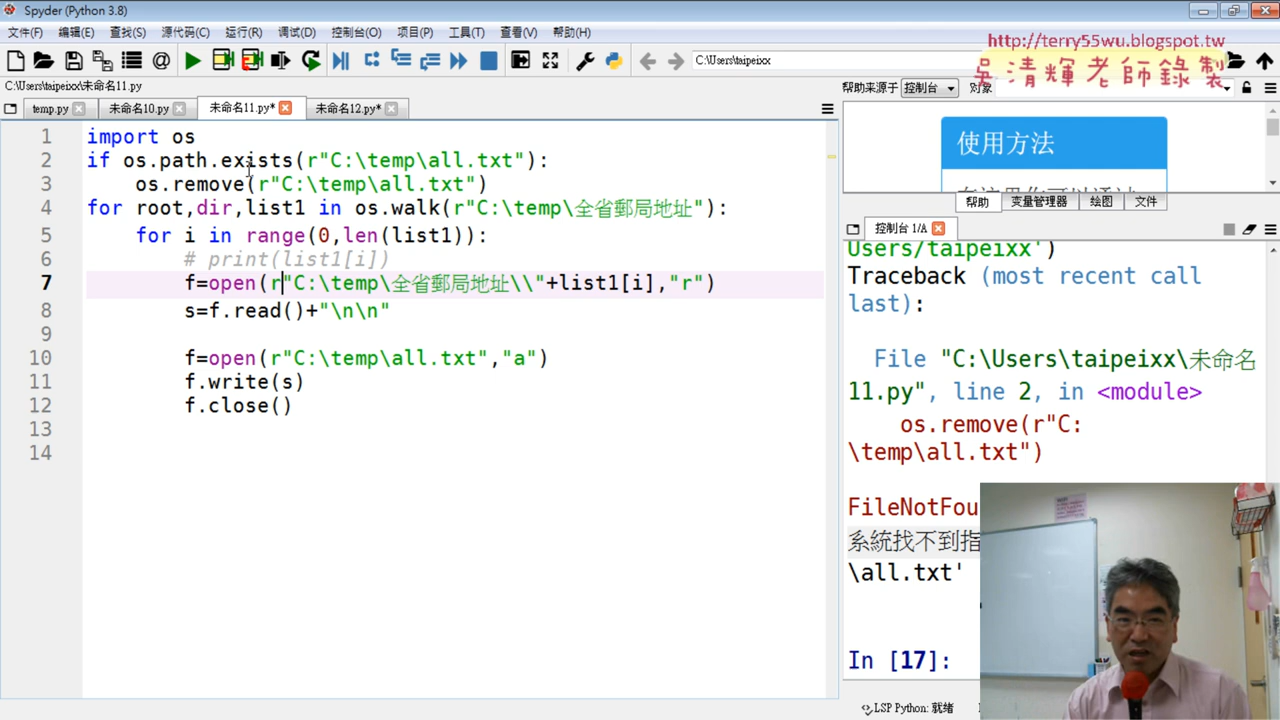 Spyder (Python 3.8)
文件(F) 编辑(E) 查找(S) 源代码(C) 运行(R) 调试(D) 控制台(O) 项目(P) 工具(T) 查看(V) 帮助(H)
http://terry55wu.blogspot.tw
吳清輝老師錄製
C:\Users\taipeixx
C:\Users\taipeixx\未命名11.py
temp.py 未命名10.py 未命名11.py* 未命名12.py*
1 import os
2 if os.path.exists(r"C:\temp\all.txt"):
3 os.remove(r"C:\temp\all.txt")
4 for root,dir,list1 in os.walk(r"C:\temp\全省郵局地址"):
5 for i in range(0,len(list1)):
6 # print(list1[i])
7 f=open(r"C:\temp\全省郵局地址\\"+list1[i],"r")
8 s=f.read()+"\n\n"
9
10 f=open(r"C:\temp\all.txt","a")
11 f.write(s)
12 f.close()
13
14
帮助来源于 控制台 对象
使用方法
帮助 变量管理器 绘图 文件
控制台 1/A
Users/taipeixx')
Traceback (most recent call
last):
File "C:\Users\taipeixx\未命名
11.py", line 2, in <module>
os.remove(r"C:
\temp\all.txt")
FileNotFou
系統找不到指
\all.txt'
In [17]:
LSP Python: 就绪